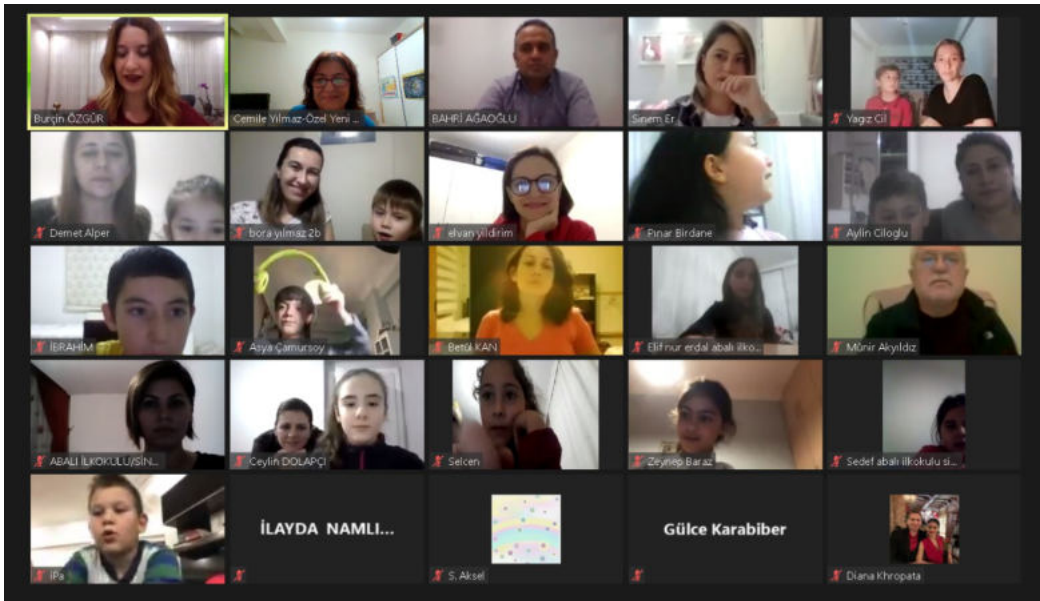 Burçin ÖZGÜR
Cemile Yılmaz-Özel Yeni ...
BAHRİ AĞAOĞLU
Sinem Er
Yagız Cil
Demet Alper
bora yılmaz 2b
elvan yildirim
Pınar Birdane
Aylin Ciloglu
İBRAHİM
Asya Çamursoy
Betül KAN
Elif nur erdal abalı ilko...
Münir Akyıldız
ABALI İLKOKULU/SİN...
Ceylin DOLAPÇI
Selcen
Zeynep Baraz
Sedef abalı ilkokulu si...
İPa
İLAYDA NAMLI...
S. Aksel
Gülce Karabiber
Diana Khropata